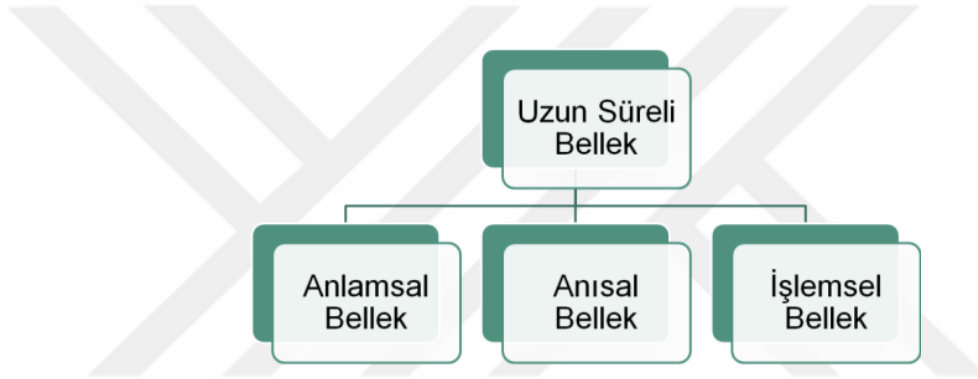 Uzun Süreli
Bellek
Anlamsal
Bellek
Anısal
Bellek
İşlemsel
Bellek